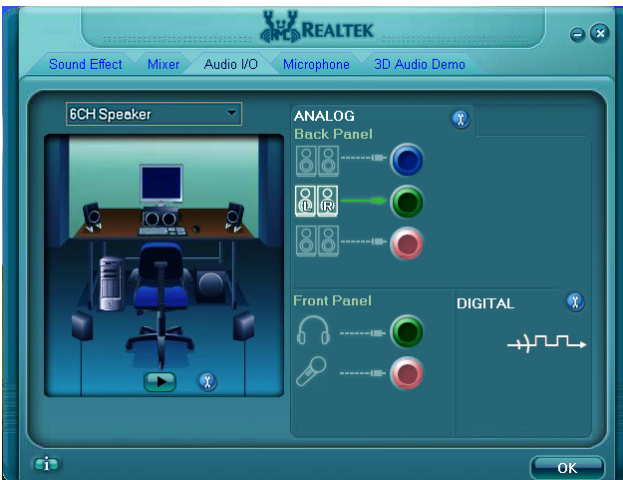 REALTEK
Sound Effect Mixer Audio I/O Microphone 3D Audio Demo
6CH Speaker
ANALOG
Back Panel
L R
Front Panel
DIGITAL
i
OK